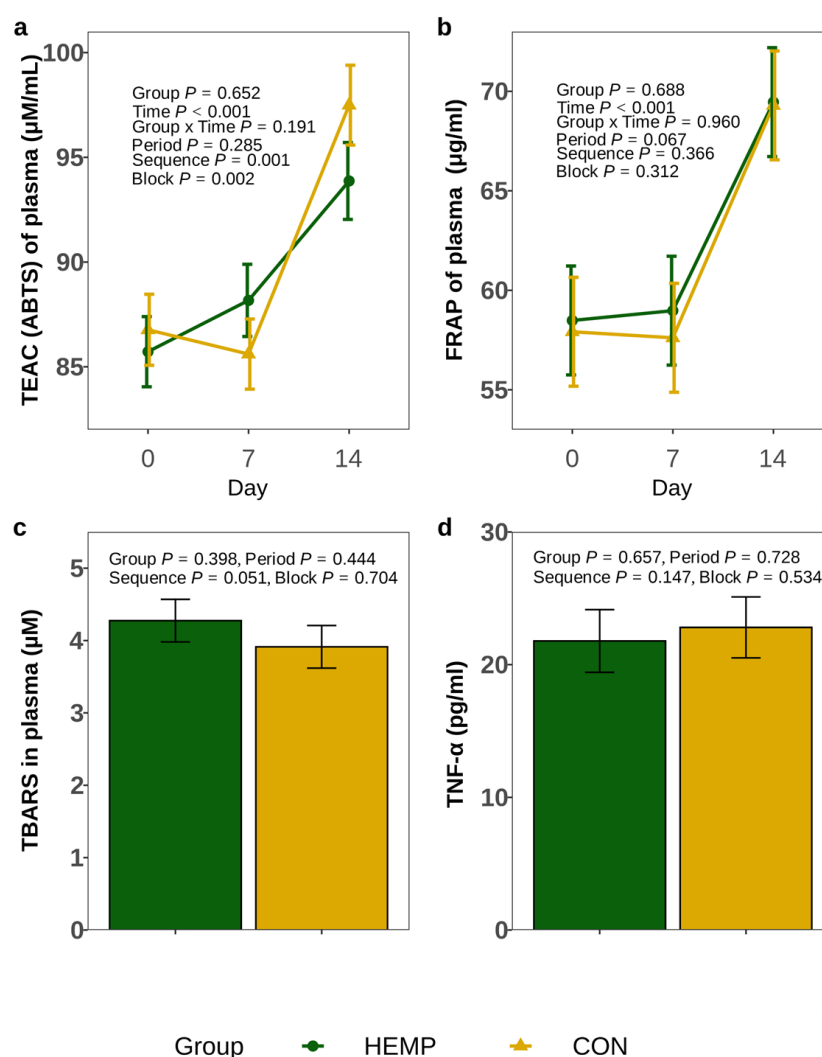 a
TEAC (ABTS) of plasma (µM/mL)
100
95
90
85
Group P = 0.652
Time P < 0.001
Group x Time P = 0.191
Period P = 0.285
Sequence P = 0.001
Block P = 0.002
0 7 14
Day
b
FRAP of plasma (µg/ml)
70
65
60
55
Group P = 0.688
Time P < 0.001
Group x Time P = 0.960
Period P = 0.067
Sequence P = 0.366
Block P = 0.312
0 7 14
Day
c
TBARS in plasma (µM)
5
4
3
2
1
0
Group P = 0.398, Period P = 0.444
Sequence P = 0.051, Block P = 0.704
d
TNF-α (pg/ml)
30
20
10
0
Group P = 0.657, Period P = 0.728
Sequence P = 0.147, Block P = 0.534
Group HEMP CON